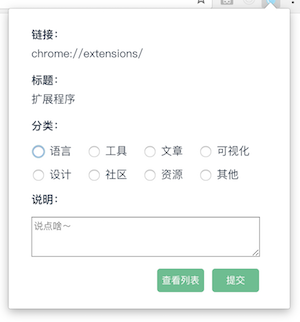 链接：
chrome://extensions/
标题：
扩展程序
分类：
语言 工具 文章 可视化
设计 社区 资源 其他
说明：
说点啥～
查看列表 提交